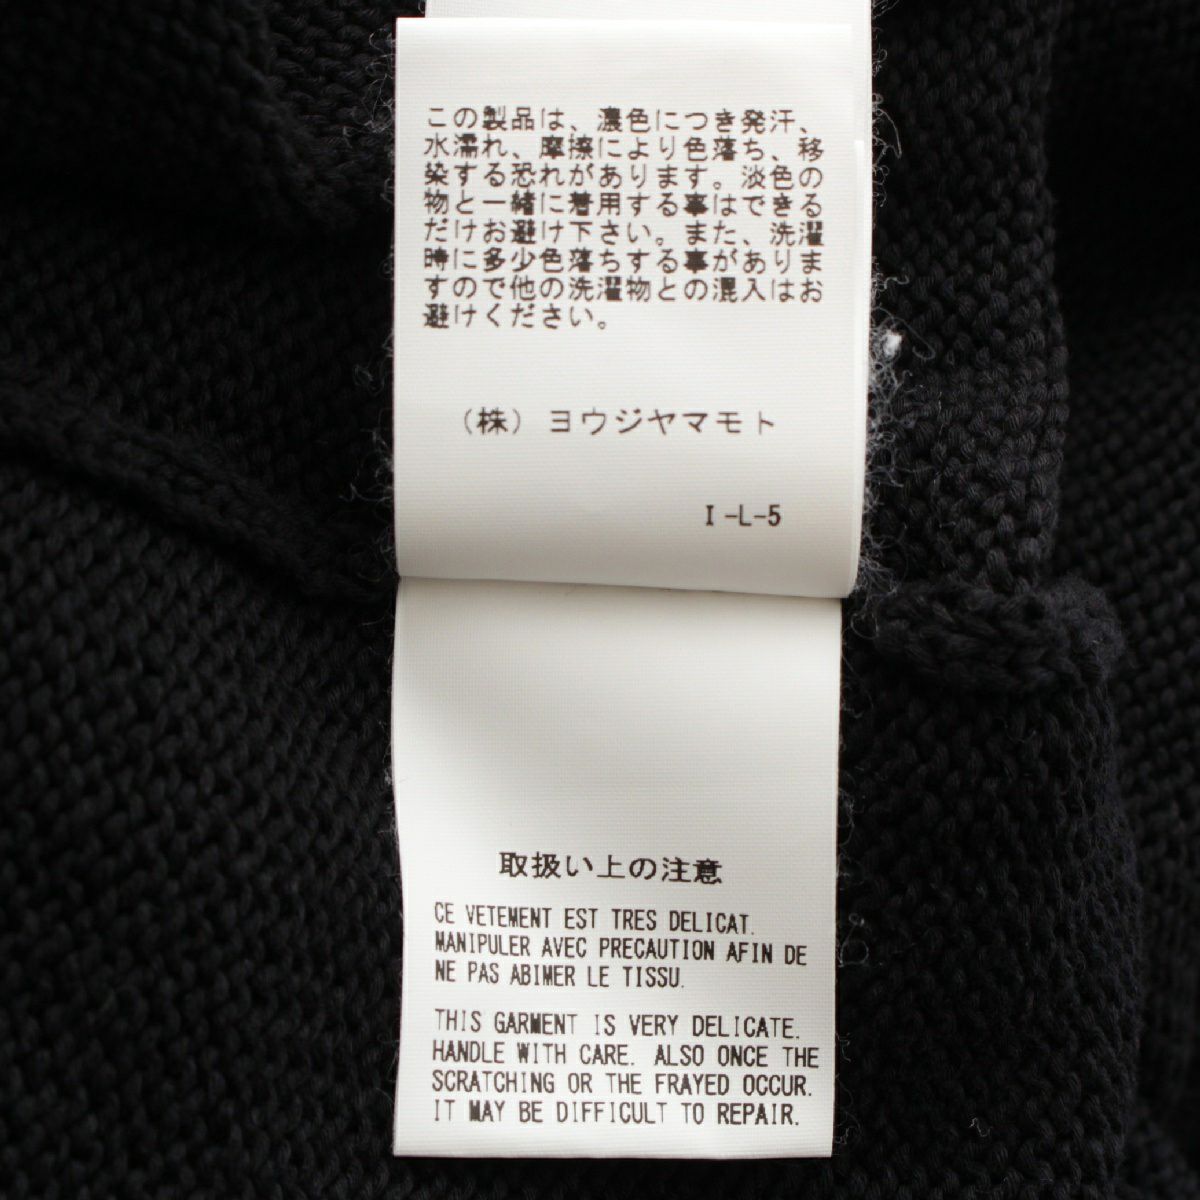 この製品は、濃色につき発汗、
水濡れ、摩擦により色落ち、移
染する恐れがあります。淡色の
物と一緒に着用する事はできる
だけお避け下さい。また、洗濯
時に多少色落ちする事がありま
すので他の洗濯物との混入はお
避けください。
（株）ヨウジヤマモト
I-L-5
取扱い上の注意
CE VETEMENT EST TRES DELICAT.
MANIPULER AVEC PRECAUTION AFIN DE
NE PAS ABIMER LE TISSU.
THIS GARMENT IS VERY DELICATE.
HANDLE WITH CARE. ALSO ONCE THE
SCRATCHING OR THE FRAYED OCCUR.
IT MAY BE DIFFICULT TO REPAIR.